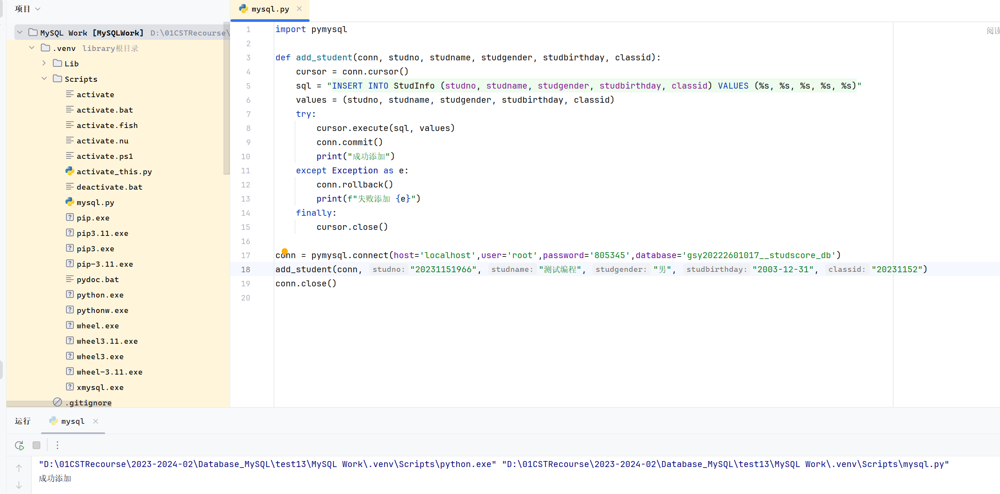 项目
MySQL Work [MySQLWork] D:\01CSTRecourse\
.venv library根目录
Lib
Scripts
activate
activate.bat
activate.fish
activate.nu
activate.ps1
activate_this.py
deactivate.bat
mysql.py
pip.exe
pip3.11.exe
pip3.exe
pip-3.11.exe
pydoc.bat
python.exe
pythonw.exe
wheel.exe
wheel3.11.exe
wheel3.exe
wheel-3.11.exe
xmysql.exe
.gitignore
mysql.py
阅读
1 import pymysql
2
3 def add_student(conn, studno, studname, studgender, studbirthday, classid):
4 cursor = conn.cursor()
5 sql = "INSERT INTO StudInfo (studno, studname, studgender, studbirthday, classid) VALUES (%s, %s, %s, %s, %s)"
6 values = (studno, studname, studgender, studbirthday, classid)
7 try:
8 cursor.execute(sql, values)
9 conn.commit()
10 print("成功添加")
11 except Exception as e:
12 conn.rollback()
13 print(f"失败添加 {e}")
14 finally:
15 cursor.close()
16
17 conn = pymysql.connect(host='localhost',user='root',password='805345',database='gsy20222601017__studscore_db')
18 add_student(conn, studno: "20231151966", studname: "测试编程", studgender: "男", studbirthday: "2003-12-31", classid: "20231152")
19 conn.close()
20
运行 mysql
"D:\01CSTRecourse\2023-2024-02\Database_MySQL\test13\MySQL Work\.venv\Scripts\python.exe" "D:\01CSTRecourse\2023-2024-02\Database_MySQL\test13\MySQL Work\.venv\Scripts\mysql.py"
成功添加